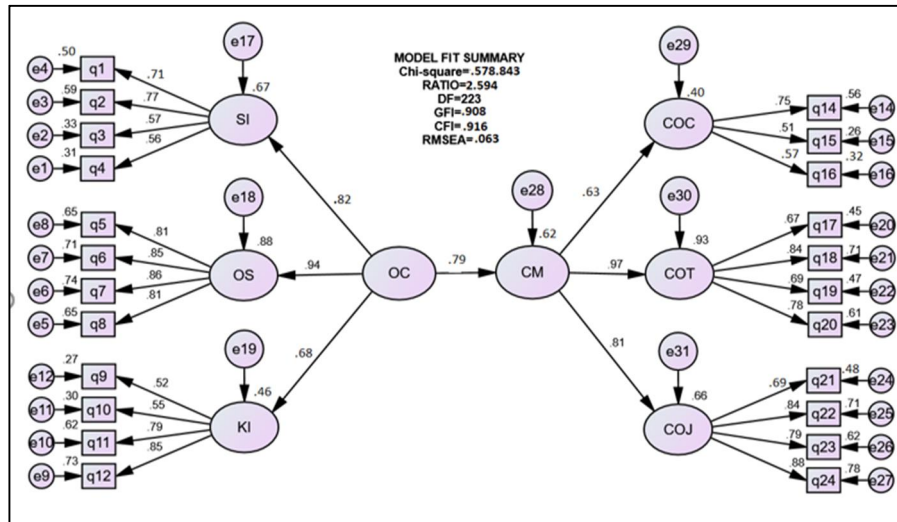 MODEL FIT SUMMARY
Chi-square=.578.843
RATIO=2.594
DF=223
GFI=.908
CFI=.916
RMSEA=.063
e17
.67
SI
e4
.50
q1
.71
e3
.59
q2
.77
e2
.33
q3
.57
e1
.31
q4
.56
.82
e18
.88
OS
e8
.65
q5
.81
e7
.71
q6
.85
e6
.74
q7
.86
e5
.65
q8
.81
.94
e19
.46
KI
e12
.27
q9
.52
e11
.30
q10
.55
e10
.62
q11
.79
e9
.73
q12
.85
.68
OC
.79
e28
.62
CM
.63
e29
.40
COC
.75
q14
.56
e14
.51
q15
.26
e15
.57
q16
.32
e16
.97
e30
.93
COT
.67
q17
.45
e20
.84
q18
.71
e21
.69
q19
.47
e22
.78
q20
.61
e23
.81
e31
.66
COJ
.69
q21
.48
e24
.84
q22
.71
e25
.79
q23
.62
e26
.88
q24
.78
e27